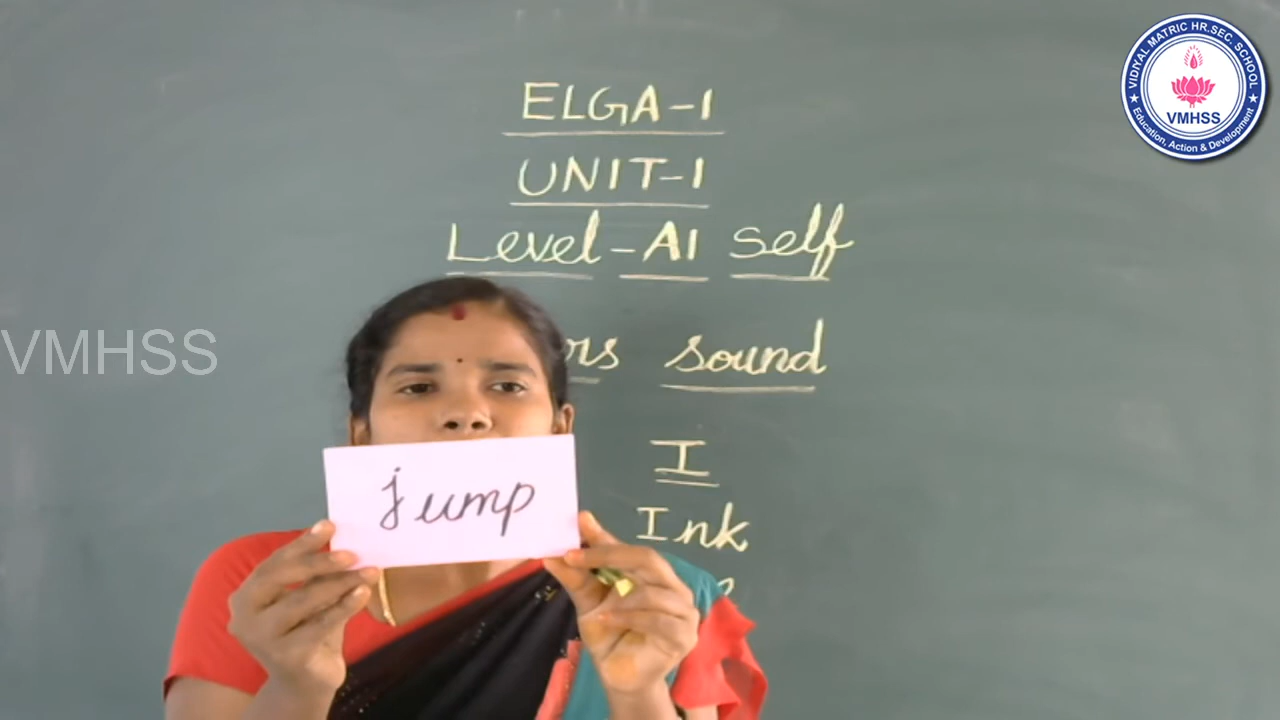 ELGA-1
UNIT-1
Level-A1 self
sound
I
Ink
jump
VMHSS
VIDIYAL MATRIC HR.SEC. SCHOOL
VMHSS
Education, Action & Development